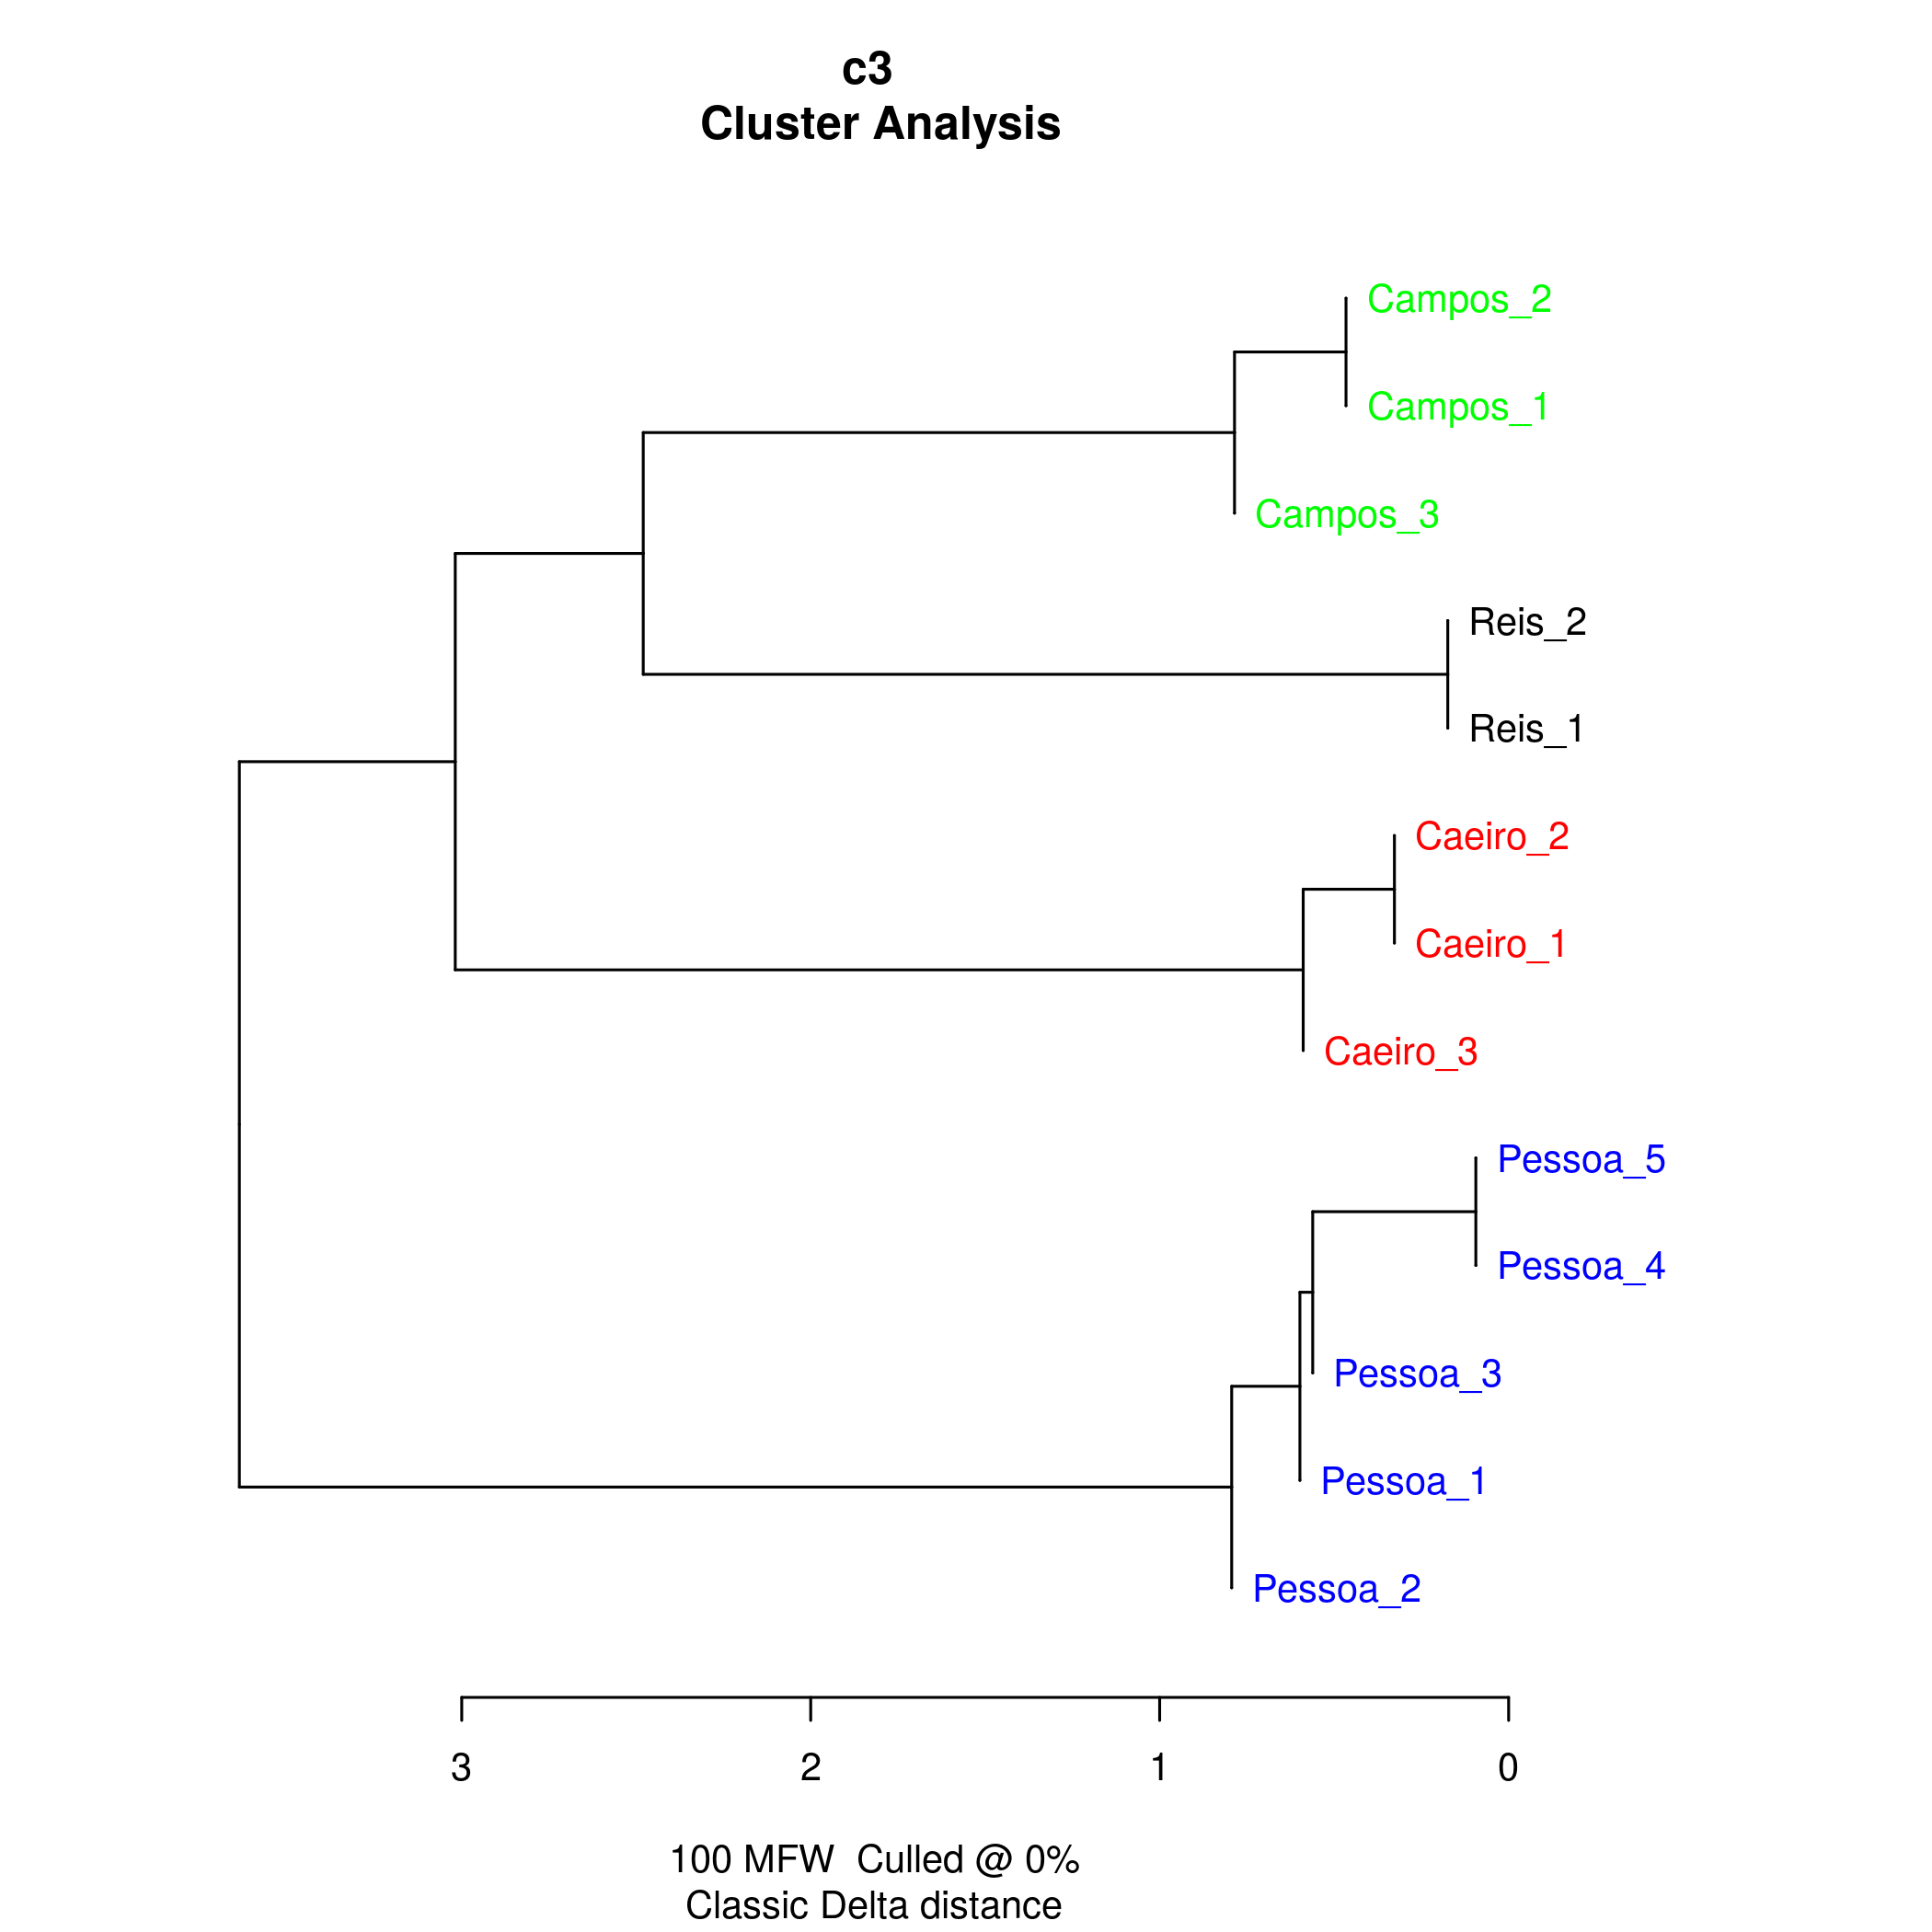 c3
Cluster Analysis
Campos_2
Campos_1
Campos_3
Reis_2
Reis_1
Caeiro_2
Caeiro_1
Caeiro_3
Pessoa_5
Pessoa_4
Pessoa_3
Pessoa_1
Pessoa_2
3 2 1 0
100 MFW  Culled @ 0%
Classic Delta distance